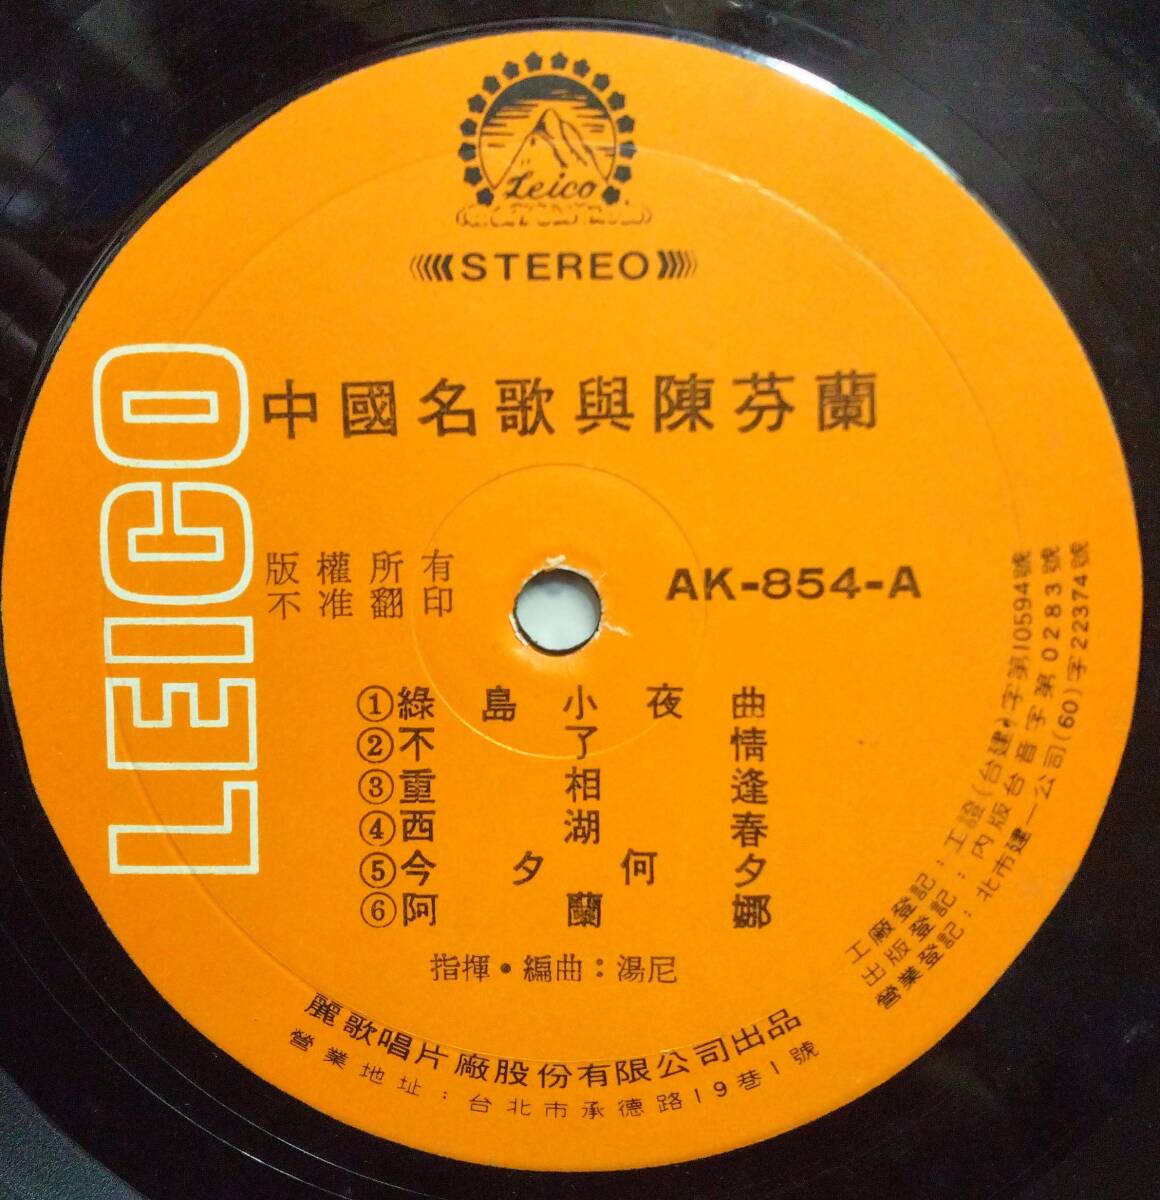 Leico
STEREO
LEICO
中國名歌與陳芬蘭
版權所有
不准翻印
AK-854-A
①綠島小夜曲
②不了情
③重相逢
④西湖春
⑤今夕何夕
⑥阿蘭娜
指揮・編曲：湯尼
工廠登記：工證(台建)字第10594號
出版登記：內版台音字第0283號
營業登記：北市建一公司(60)字22374號
麗歌唱片廠股份有限公司出品
營業地址：台北市承德路19巷1號